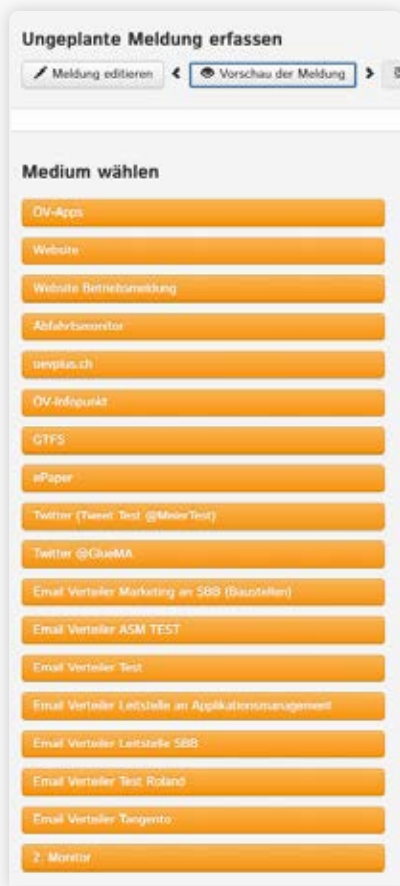 Ungeplante Meldung erfassen
Meldung editieren Vorschau der Meldung
Medium wählen
ÖV-Apps
Website
Website Betriebsmeldung
Abfahrtsmonitor
uevplus.ch
ÖV-Infopunkt
GTFS
ePaper
Twitter (Tweet Test @MeierTest)
Twitter @GlueMA
Email Verteiler Marketing an SBB (Baustellen)
Email Verteiler ASM TEST
Email Verteiler Test
Email Verteiler Leitstelle an Applikationsmanagement
Email Verteiler Leitstelle SBB
Email Verteiler Test Roland
Email Verteiler Tangento
2. Monitor